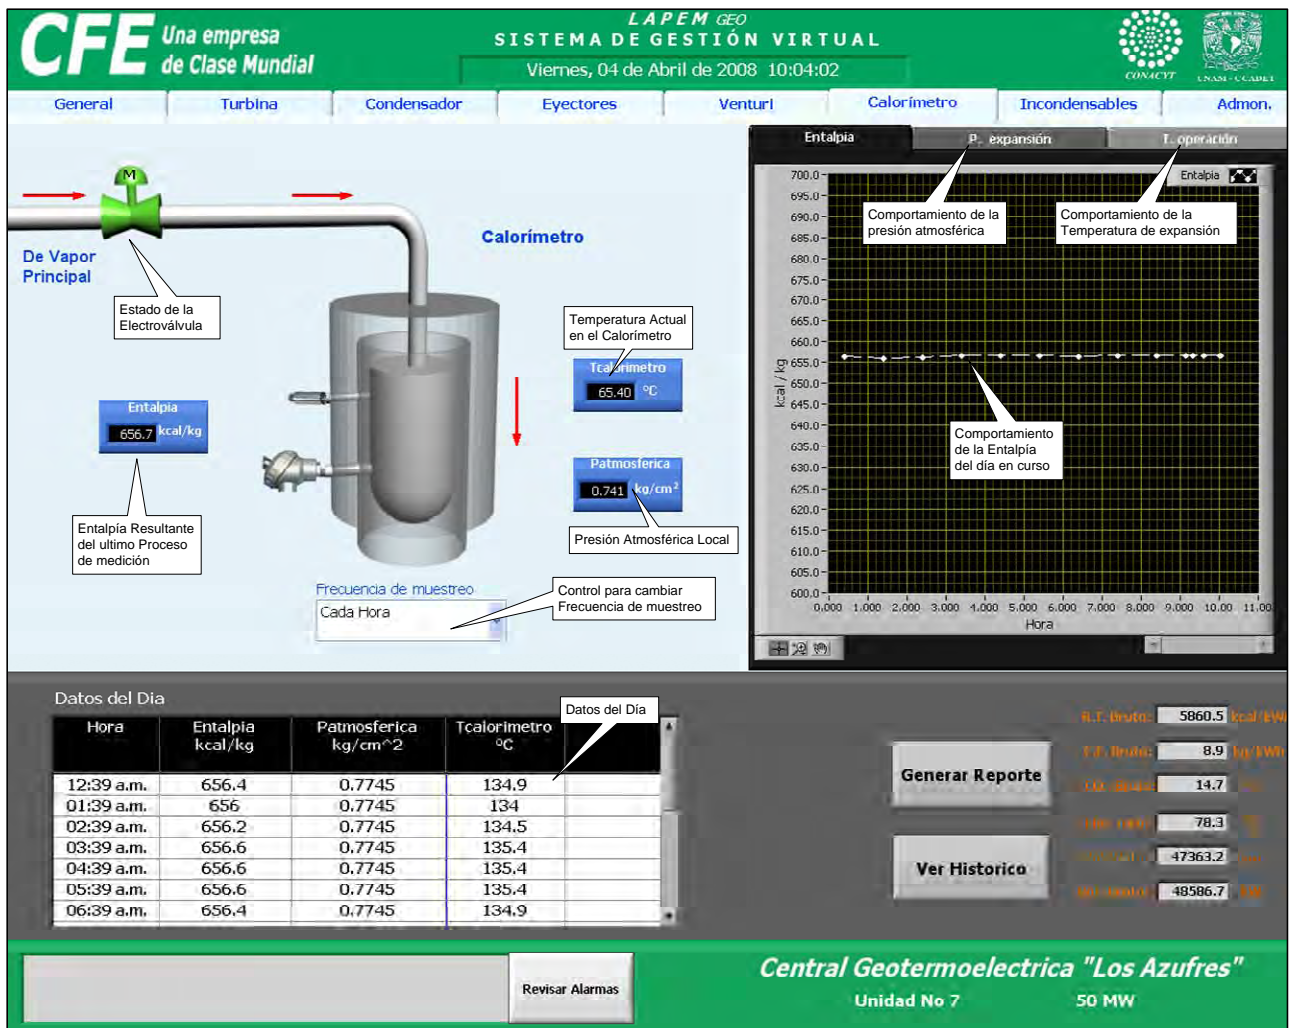 CFE
Una empresa
de Clase Mundial
LAPEM GEO
SISTEMA DE GESTIÓN VIRTUAL
Viernes, 04 de Abril de 2008 10:04:02
CONACYT
UNAM - CCADET
General Turbina Condensador Eyectores Venturi Calorímetro Incondensables Admon.
De Vapor
Principal
M
Estado de la
Electroválvula
Calorímetro
Temperatura Actual
en el Calorímetro
Tcalorimetro
65.40 °C
Entalpia
656.7 kcal/kg
Entalpía Resultante
del ultimo Proceso
de medición
Patmosferica
0.741 kg/cm²
Presión Atmosférica Local
Frecuencia de muestreo
Cada Hora
Control para cambiar
Frecuencia de muestreo
Entalpia P. expansión T. operación
Entalpia
Comportamiento de la
presión atmosférica
Comportamiento de la
Temperatura de expansión
Comportamiento
de la Entalpía
del día en curso
kcal/kg
700.0
695.0
690.0
685.0
680.0
675.0
670.0
665.0
660.0
655.0
650.0
645.0
640.0
635.0
630.0
625.0
620.0
615.0
610.0
605.0
600.0
0.000 1.000 2.000 3.000 4.000 5.000 6.000 7.000 8.000 9.000 10.00 11.00
Hora
Datos del Dia
Datos del Día
Hora Entalpia Patmosferica Tcalorimetro
kcal/kg kg/cm^2 °C
12:39 a.m. 656.4 0.7745 134.9
01:39 a.m. 656 0.7745 134
02:39 a.m. 656.2 0.7745 134.5
03:39 a.m. 656.6 0.7745 135.4
04:39 a.m. 656.6 0.7745 135.4
05:39 a.m. 656.6 0.7745 135.4
06:39 a.m. 656.4 0.7745 134.9
Generar Reporte
Ver Historico
R.T. Bruto: 5860.5 kcal/kWh
8.9 kg/kWh
14.7
78.3
47363.2
48586.7
Revisar Alarmas
Central Geotermoelectrica "Los Azufres"
Unidad No 7 50 MW